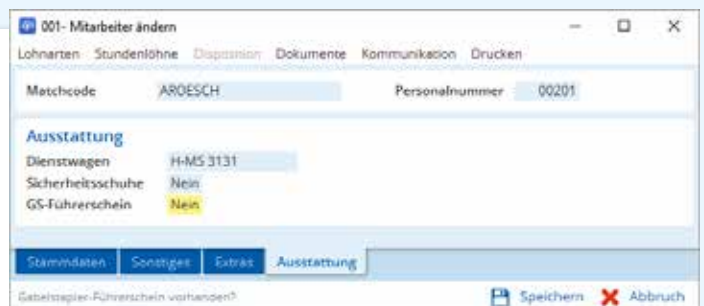 001- Mitarbeiter ändern
Lohnarten Stundenlöhne Disposition Dokumente Kommunikation Drucken
Matchcode AROESCH Personalnummer 00201
Ausstattung
Dienstwagen H-MS 3131
Sicherheitsschuhe Nein
GS-Führerschein Nein
Stammdaten Sonstiges Extras Ausstattung
Gabelstapler-Führerschein vorhanden? Speichern Abbruch